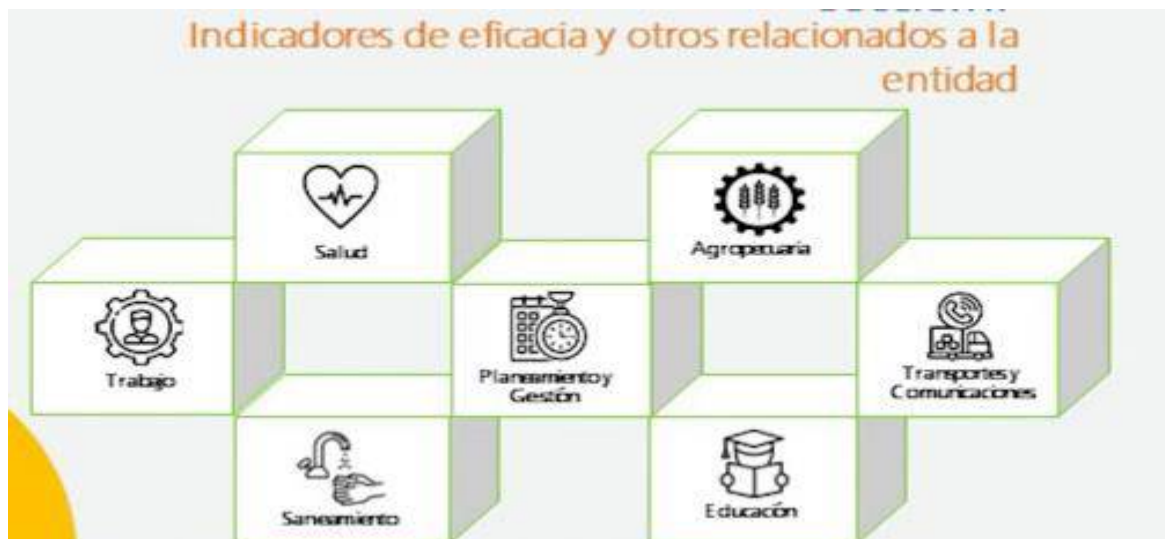 Indicadores de eficacia y otros relacionados a la
entidad
Salud
Agropecuaria
Trabajo
Planeamiento y
Gestión
Transportes y
Comunicaciones
Saneamiento
Educación